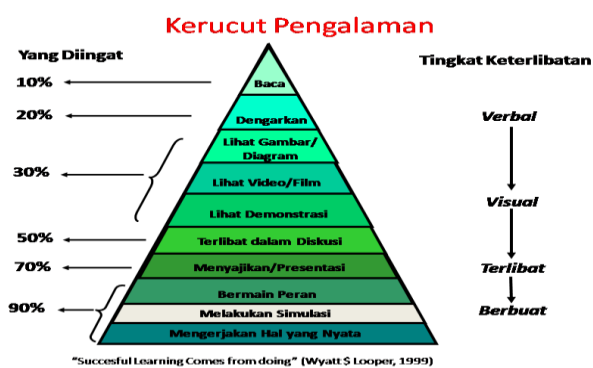 Kerucut Pengalaman
Yang Diingat
Tingkat Keterlibatan
10%
Baca
20%
Dengarkan
Verbal
Lihat Gambar/
Diagram
30%
Lihat Video/Film
Visual
Lihat Demonstrasi
50%
Terlibat dalam Diskusi
70%
Menyajikan/Presentasi
Terlibat
Bermain Peran
90%
Melakukan Simulasi
Berbuat
Mengerjakan Hal yang Nyata
"Succesful Learning Comes from doing" (Wyatt $ Looper, 1999)